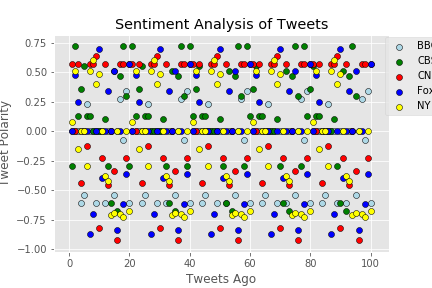 Sentiment Analysis of Tweets
Tweet Polarity
0.75
0.50
0.25
0.00
−0.25
−0.50
−0.75
−1.00
0
20
40
60
80
100
Tweets Ago
BBC
CBS
CN
Fox
NY